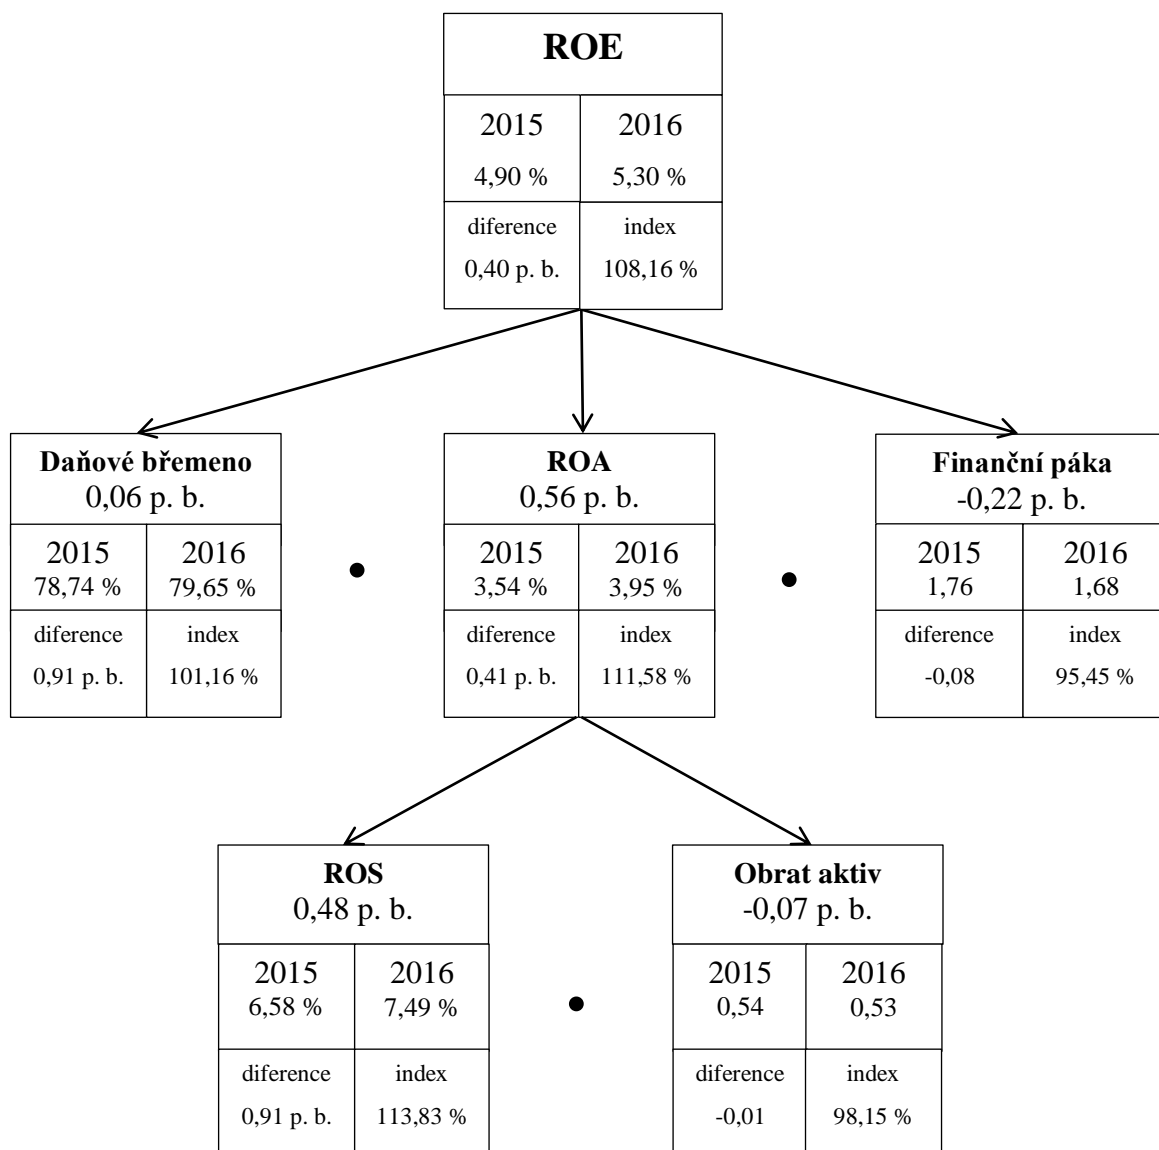 ROE
2015 2016
4,90 % 5,30 %
diference index
0,40 p. b. 108,16 %
Daňové břemeno
0,06 p. b.
2015 2016
78,74 % 79,65 %
diference index
0,91 p. b. 101,16 %
ROA
0,56 p. b.
2015 2016
3,54 % 3,95 %
diference index
0,41 p. b. 111,58 %
Finanční páka
-0,22 p. b.
2015 2016
1,76 1,68
diference index
-0,08 95,45 %
ROS
0,48 p. b.
2015 2016
6,58 % 7,49 %
diference index
0,91 p. b. 113,83 %
Obrat aktiv
-0,07 p. b.
2015 2016
0,54 0,53
diference index
-0,01 98,15 %